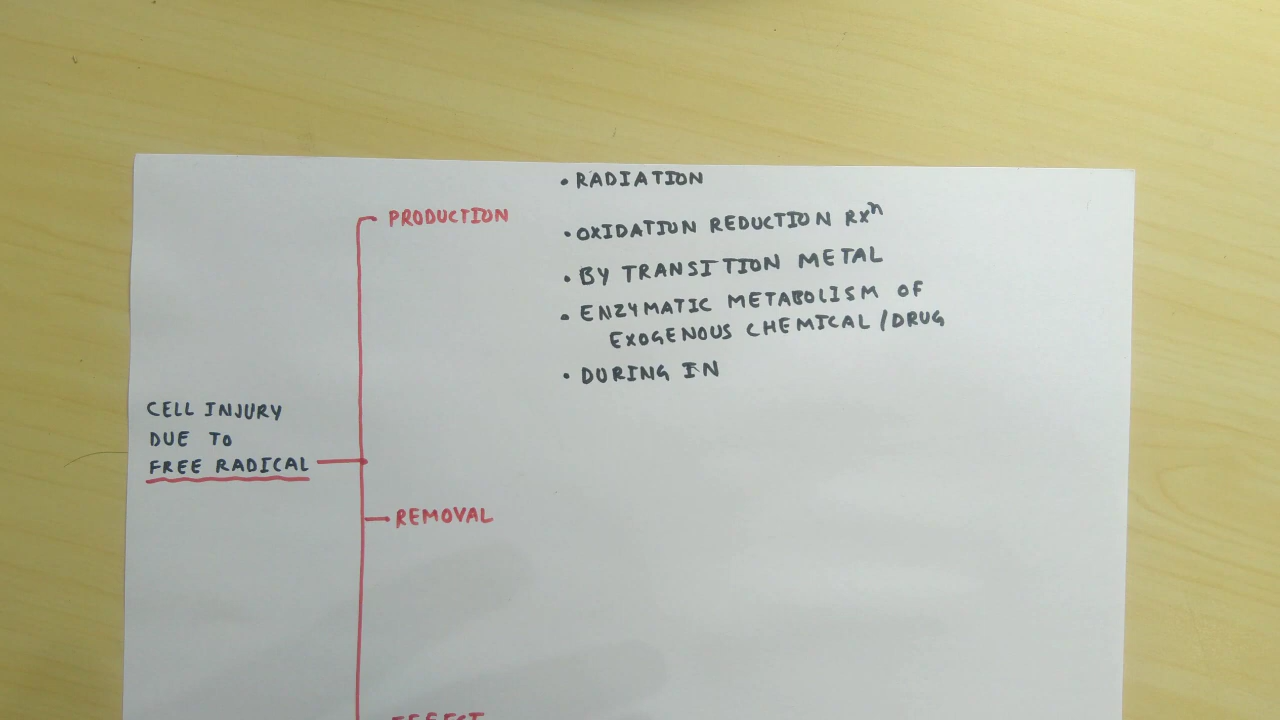 • RADIATION
PRODUCTION
• OXIDATION REDUCTION RXⁿ
• BY TRANSITION METAL
• ENZYMATIC METABOLISM OF
EXOGENOUS CHEMICAL /DRUG
• DURING IN
CELL INJURY
DUE TO
FREE RADICAL
REMOVAL
EFFECT